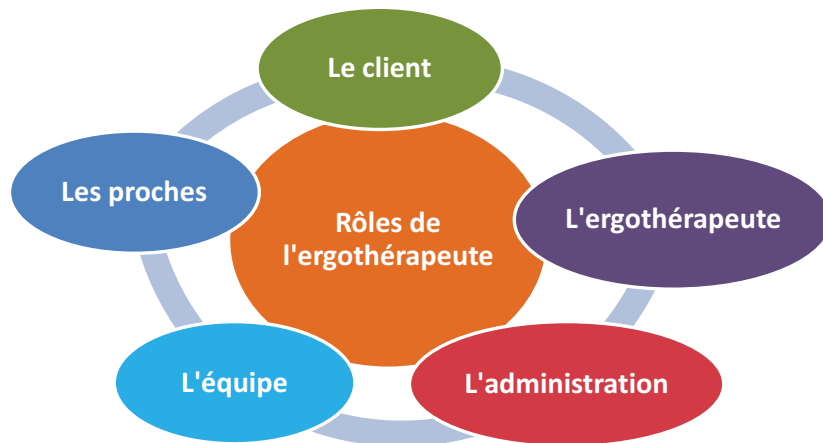 Le client
Les proches
L'ergothérapeute
Rôles de
l'ergothérapeute
L'équipe
L'administration